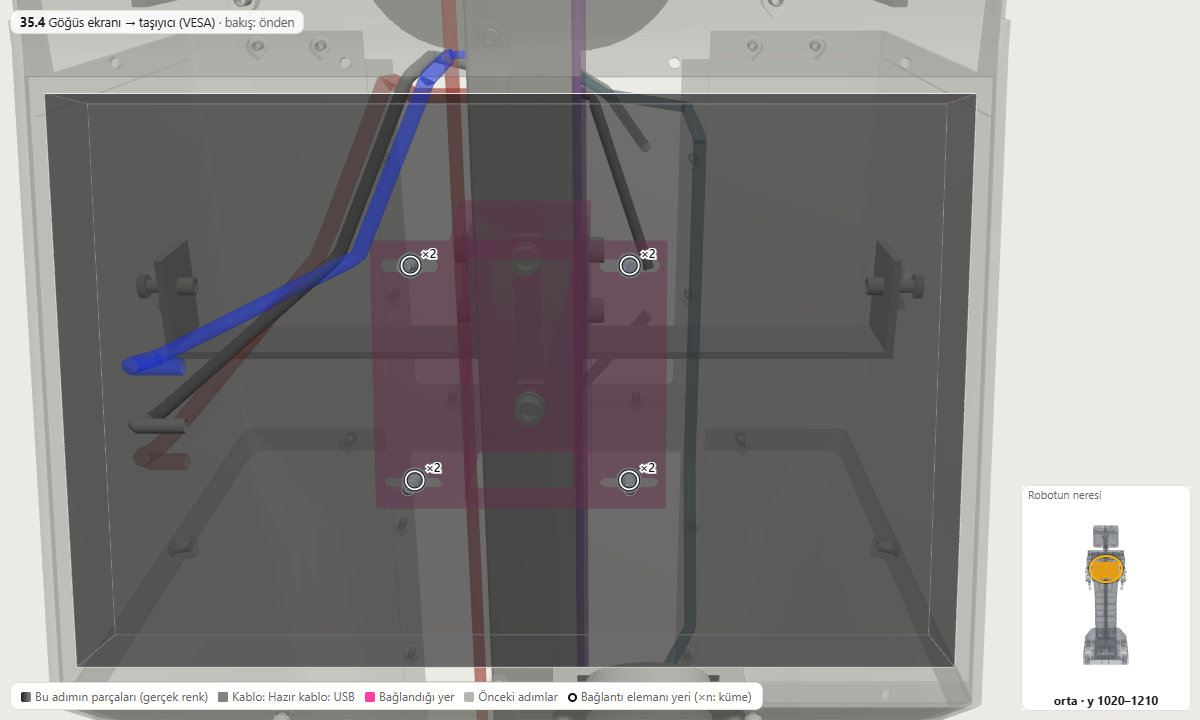 35.4 Göğüs ekranı → taşıyıcı (VESA) · bakış: önden
×2
×2
×2
×2
Robotun neresi
orta · y 1020–1210
Bu adımın parçaları (gerçek renk)
Kablo: Hazır kablo: USB
Bağlandığı yer
Önceki adımlar
Bağlantı elemanı yeri (×n: küme)